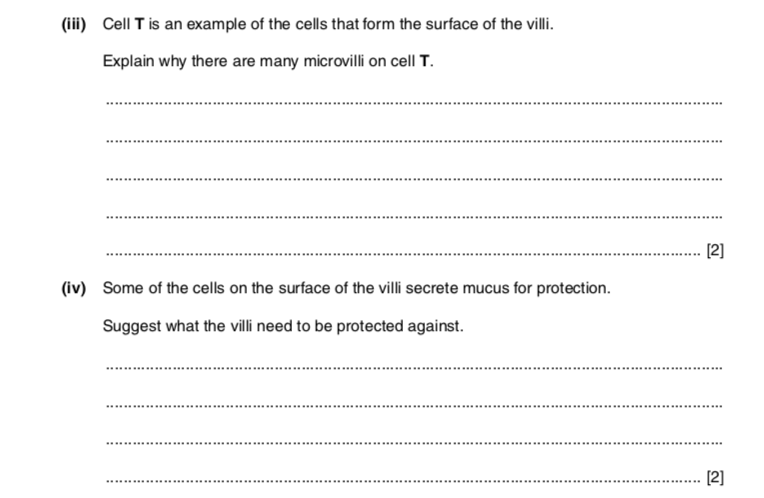 (iii) Cell T is an example of the cells that form the surface of the villi.
Explain why there are many microvilli on cell T.
[2]
(iv) Some of the cells on the surface of the villi secrete mucus for protection.
Suggest what the villi need to be protected against.
[2]